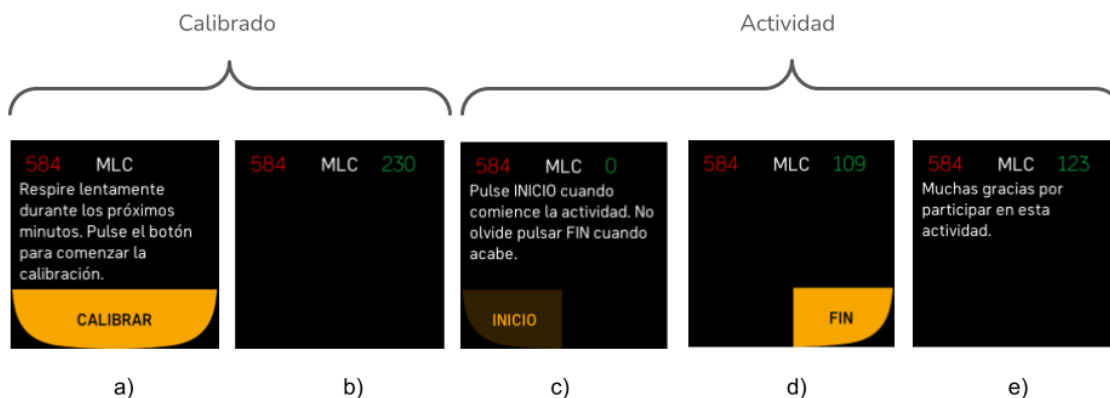 Calibrado
Actividad
584 MLC
Respire lentamente
durante los próximos
minutos. Pulse el botón
para comenzar la
calibración.
CALIBRAR
584 MLC 230
584 MLC 0
Pulse INICIO cuando
comience la actividad. No
olvide pulsar FIN cuando
acabe.
INICIO
584 MLC 109
FIN
584 MLC 123
Muchas gracias por
participar en esta
actividad.
a)
b)
c)
d)
e)